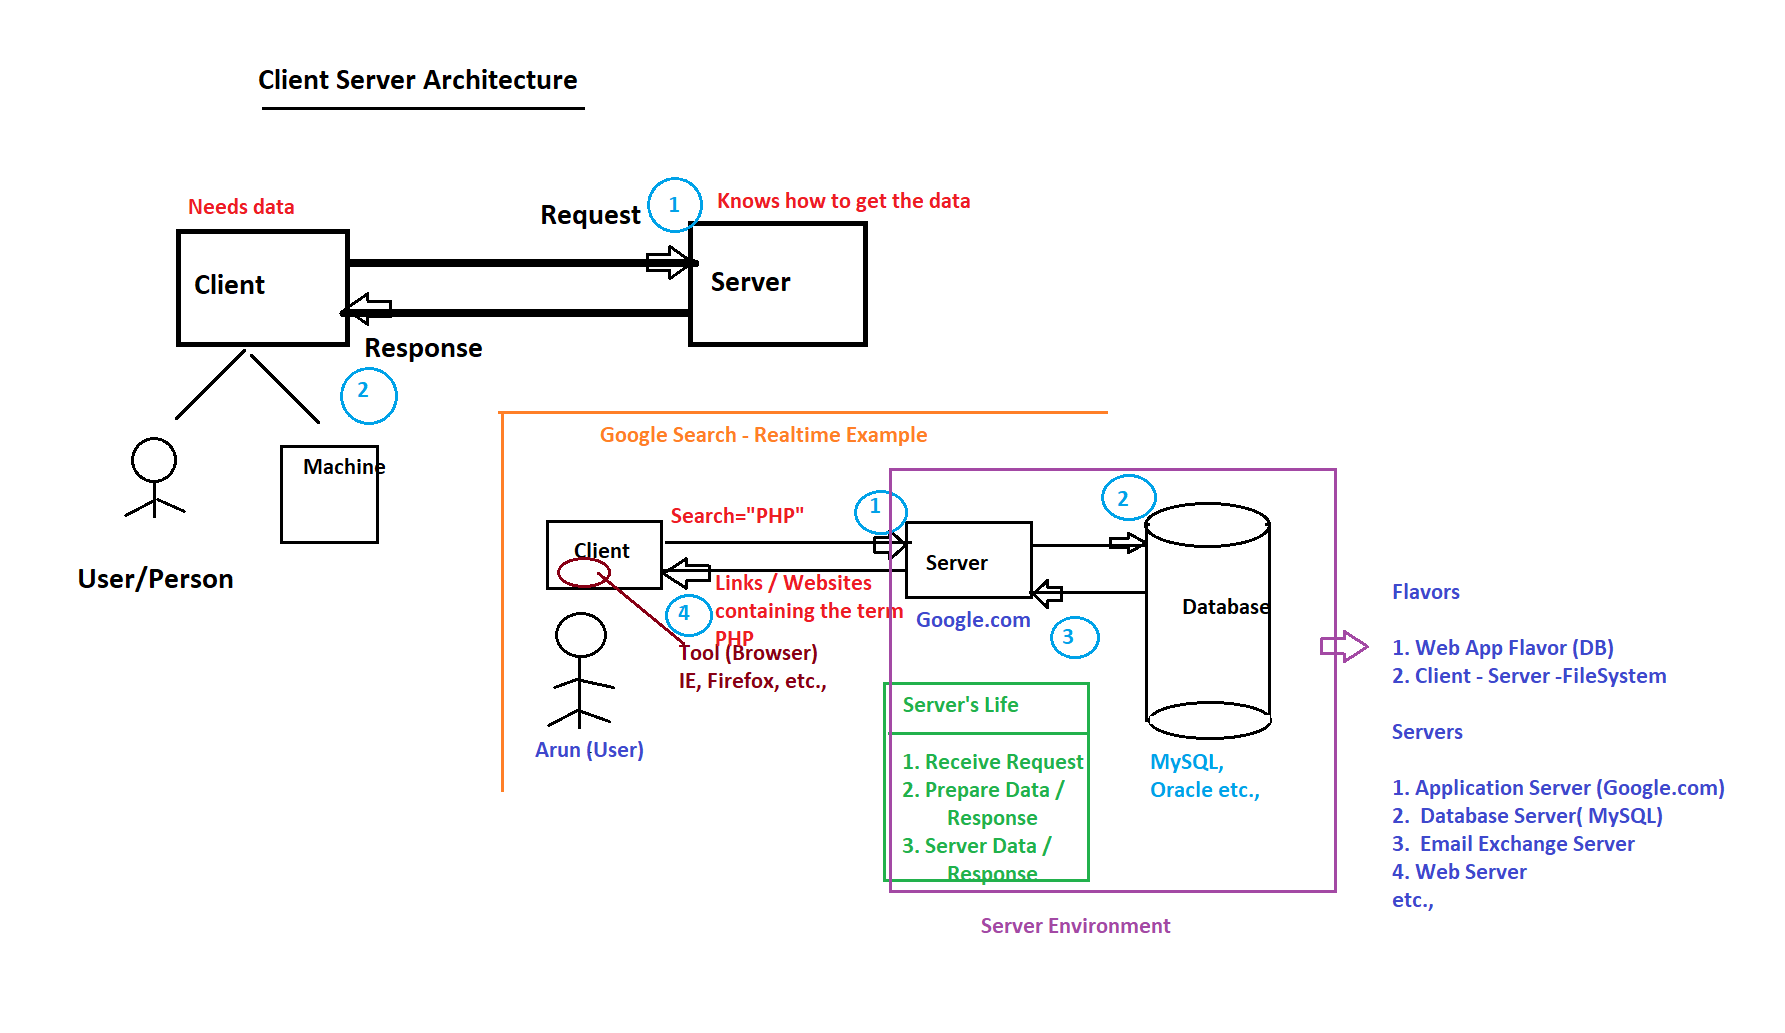 Client Server Architecture
Needs data
Request
1
Knows how to get the data
Client
Server
Response
2
Machine
User/Person
Google Search - Realtime Example
Search="PHP"
1
2
Client
Server
Links / Websites
containing the term
PHP
4
Google.com
3
Database
Tool (Browser)
IE, Firefox, etc.,
Arun (User)
Server's Life
1. Receive Request
2. Prepare Data /
Response
3. Server Data /
Response
MySQL,
Oracle etc.,
Server Environment
Flavors
1. Web App Flavor (DB)
2. Client - Server -FileSystem
Servers
1. Application Server (Google.com)
2. Database Server( MySQL)
3. Email Exchange Server
4. Web Server
etc.,